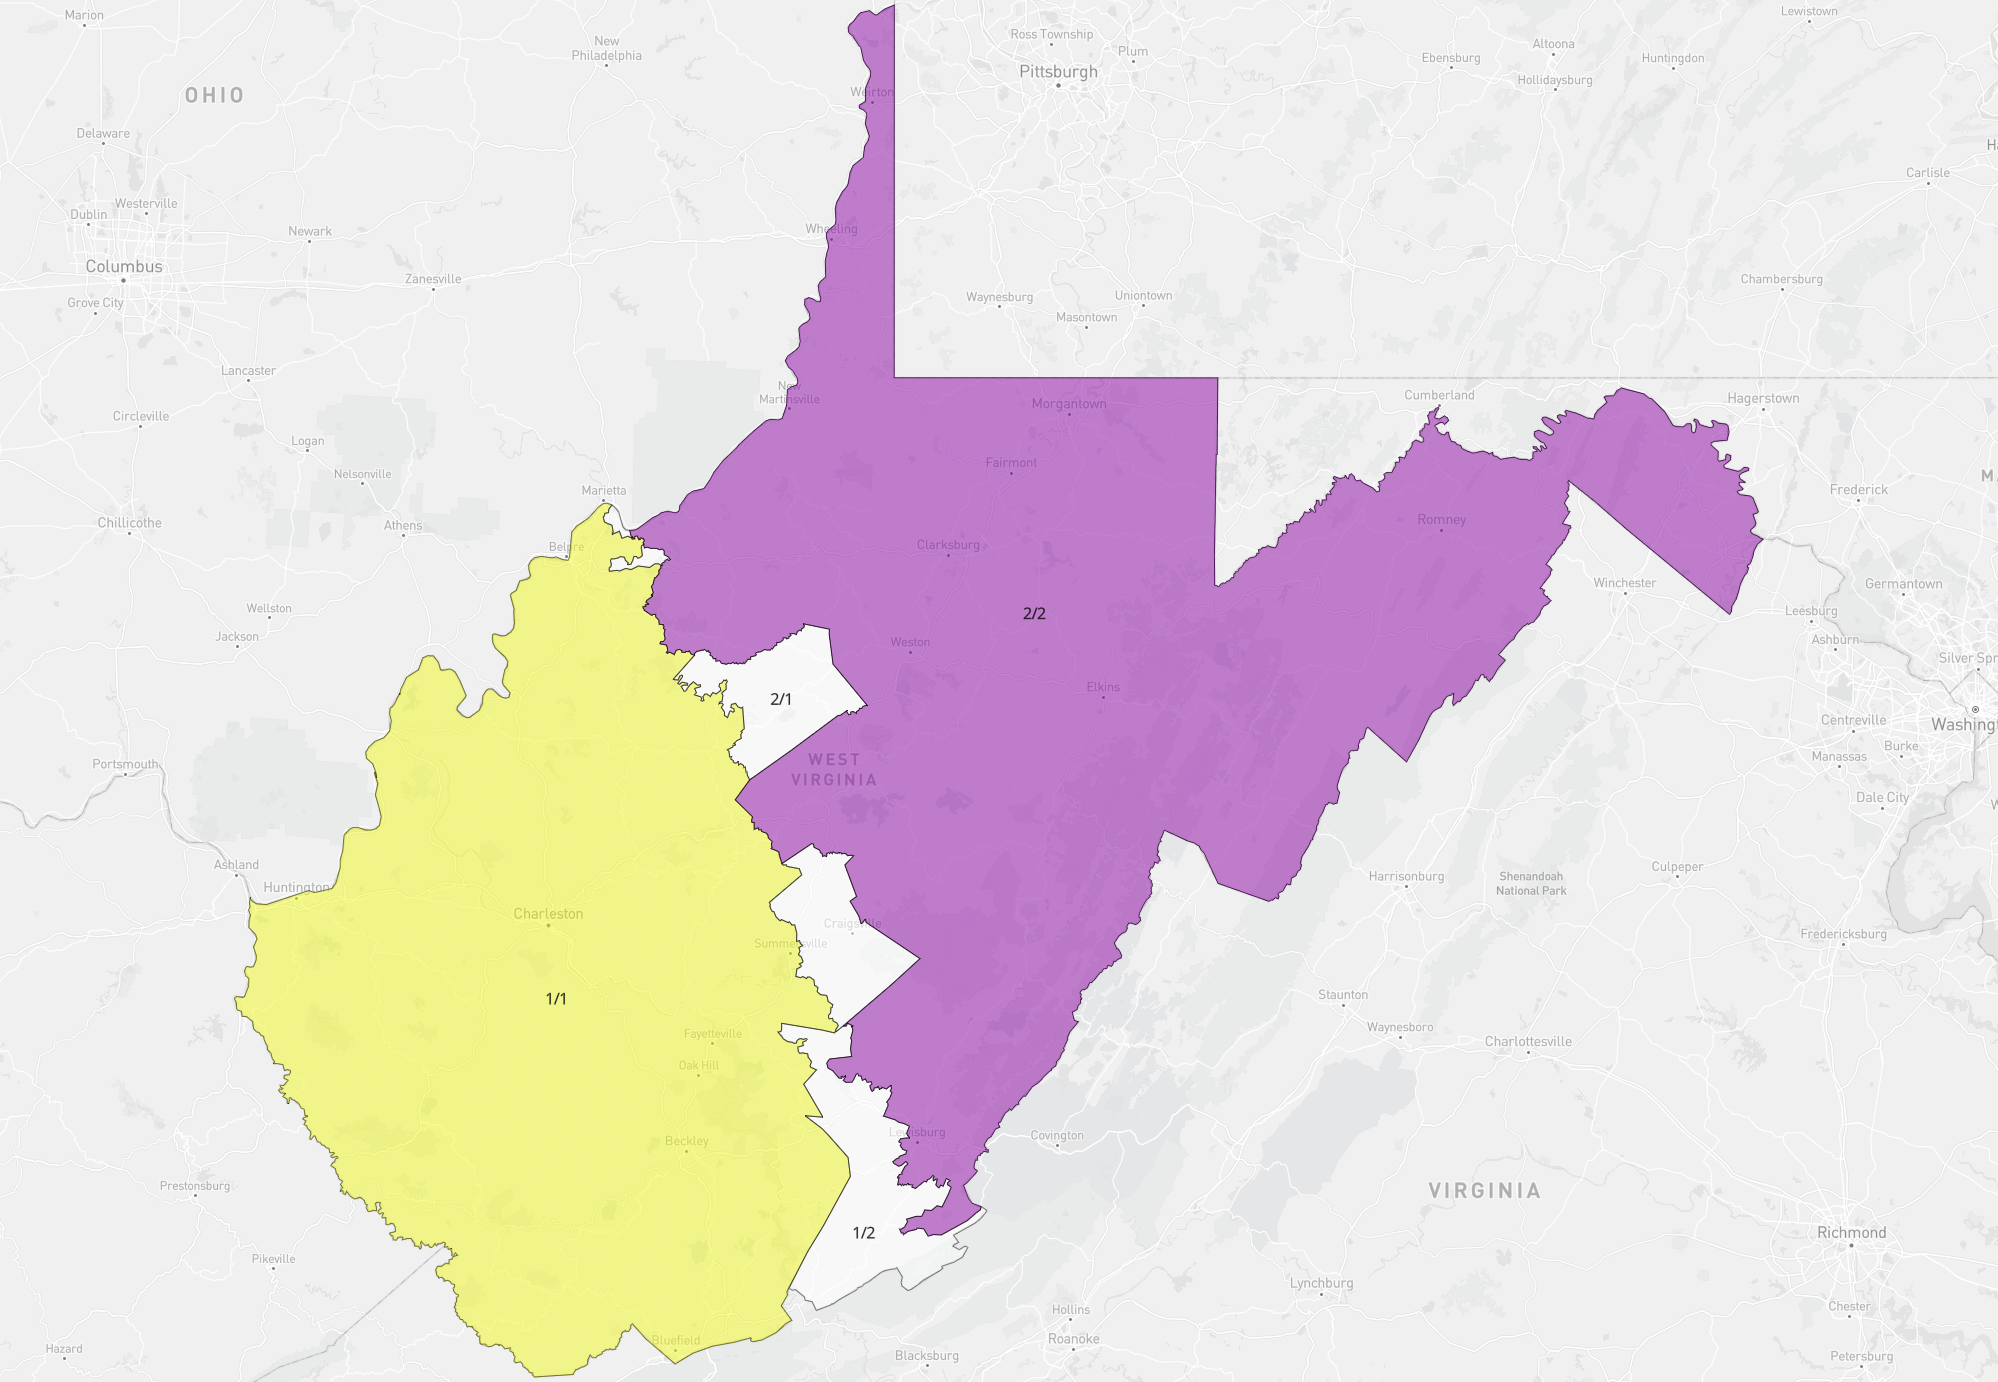 Marion
New
Philadelphia
Ross Township
Plum
Pittsburgh
Ebensburg
Altoona
Hollidaysburg
Huntingdon
Lewistown
OHIO
Weirton
Delaware
Carlisle
Dublin
Westerville
Newark
Wheeling
Columbus
Zanesville
Grove City
Waynesburg
Uniontown
Masontown
Chambersburg
Lancaster
New
Martinsville
Morgantown
Cumberland
Hagerstown
Circleville
Logan
Nelsonville
Fairmont
Marietta
Frederick
Chillicothe
Athens
Belpre
Clarksburg
Romney
Winchester
Germantown
Wellston
Jackson
2/2
Weston
Leesburg
Ashburn
Silver Spr
Elkins
2/1
Centreville
Washingt
Manassas
Burke
Portsmouth
WEST
VIRGINIA
Dale City
Ashland
Huntington
Harrisonburg
Shenandoah
National Park
Culpeper
Charleston
Craigsville
Summersville
Fredericksburg
1/1
Staunton
Fayetteville
Waynesboro
Charlottesville
Oak Hill
Beckley
Lewisburg
Covington
Prestonsburg
VIRGINIA
1/2
Richmond
Pikeville
Lynchburg
Hollins
Chester
Hazard
Bluefield
Roanoke
Blacksburg
Petersburg